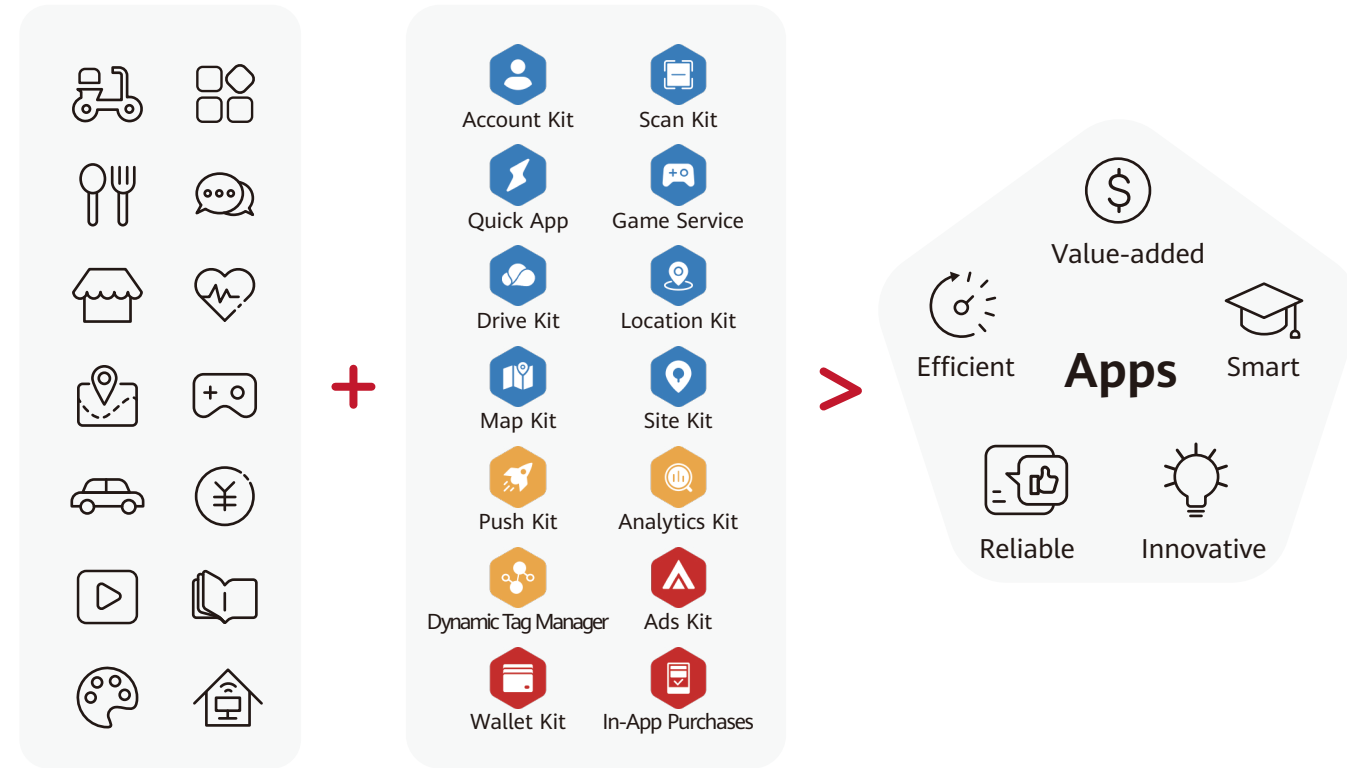 Account Kit
Scan Kit
Quick App
Game Service
Drive Kit
Location Kit
Map Kit
Site Kit
Push Kit
Analytics Kit
Dynamic Tag Manager
Ads Kit
Wallet Kit
In-App Purchases
+
>
Value-added
Efficient
Apps
Smart
Reliable
Innovative